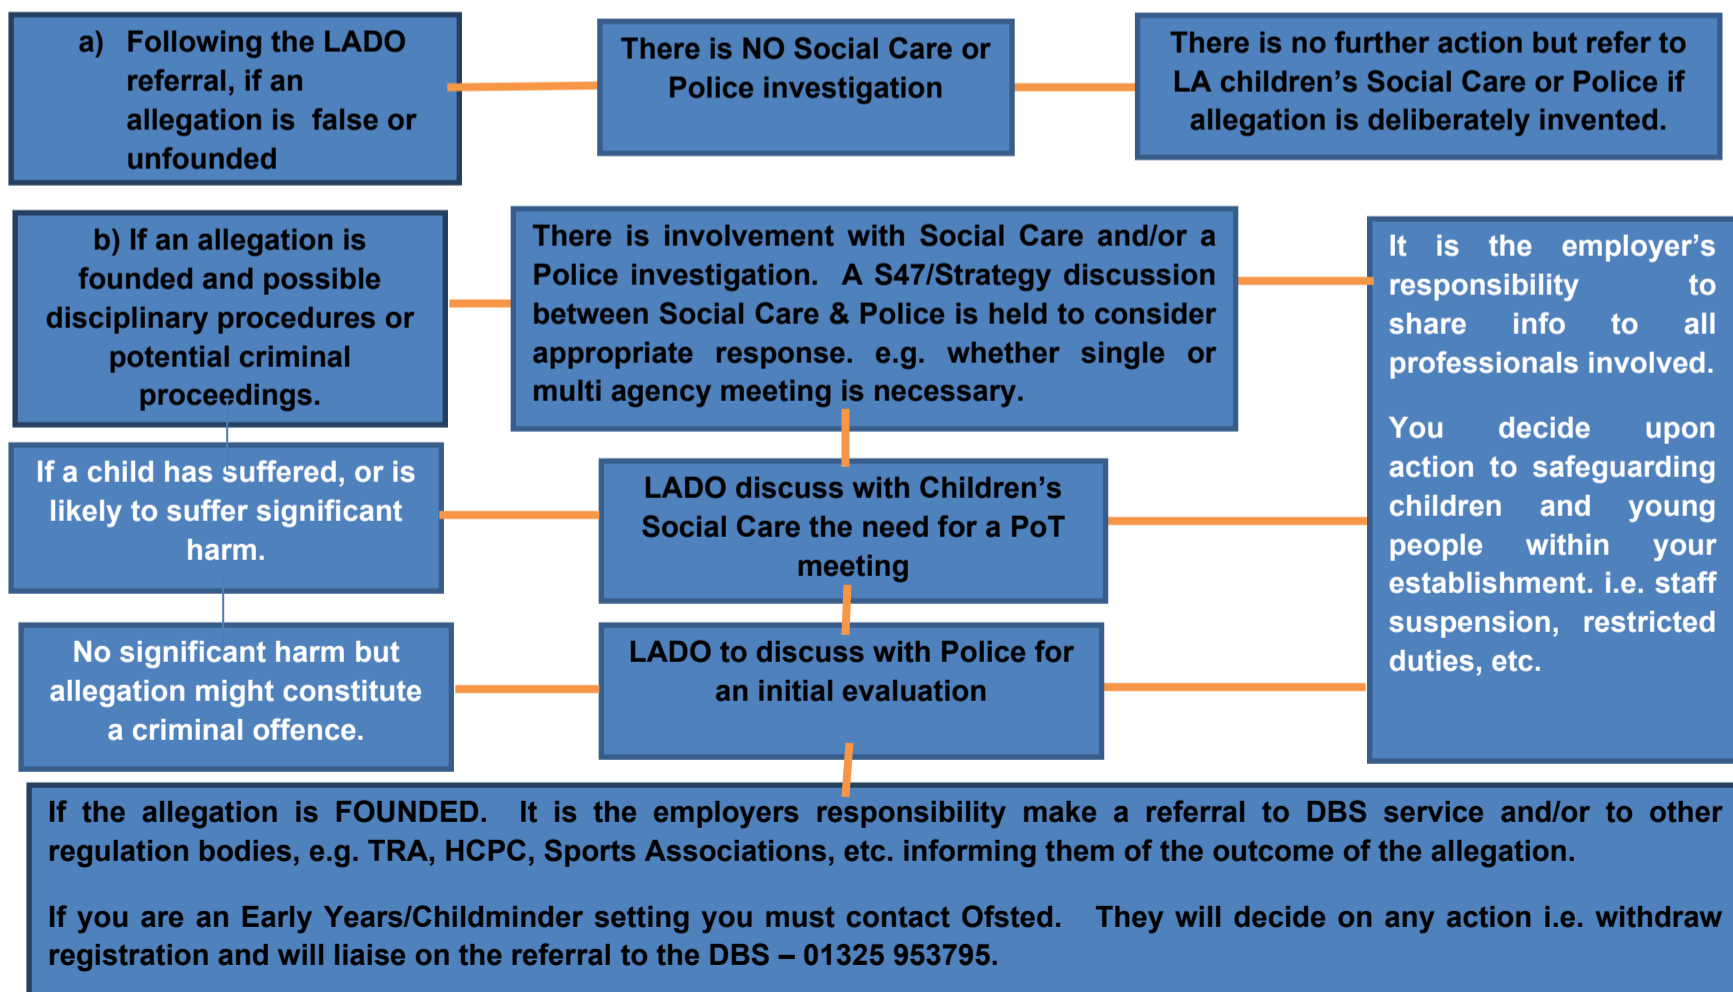 a) Following the LADO
referral, if an
allegation is false or
unfounded
There is NO Social Care or
Police investigation
There is no further action but refer to
LA children's Social Care or Police if
allegation is deliberately invented.
b) If an allegation is
founded and possible
disciplinary procedures or
potential criminal
proceedings.
There is involvement with Social Care and/or a
Police investigation. A S47/Strategy discussion
between Social Care & Police is held to consider
appropriate response. e.g. whether single or
multi agency meeting is necessary.
It is the employer's
responsibility to
share info to all
professionals involved.
You decide upon
action to safeguarding
children and young
people within your
establishment. i.e. staff
suspension, restricted
duties, etc.
If a child has suffered, or is
likely to suffer significant
harm.
LADO discuss with Children's
Social Care the need for a PoT
meeting
No significant harm but
allegation might constitute
a criminal offence.
LADO to discuss with Police for
an initial evaluation
If the allegation is FOUNDED. It is the employers responsibility make a referral to DBS service and/or to other
regulation bodies, e.g. TRA, HCPC, Sports Associations, etc. informing them of the outcome of the allegation.
If you are an Early Years/Childminder setting you must contact Ofsted. They will decide on any action i.e. withdraw
registration and will liaise on the referral to the DBS – 01325 953795.